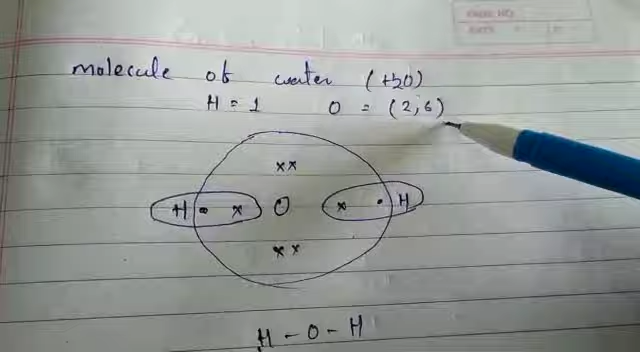 molecule of water (H2O)
H = 1 O = (2,6)
xx
H • x O x • H
xx
H - O - H